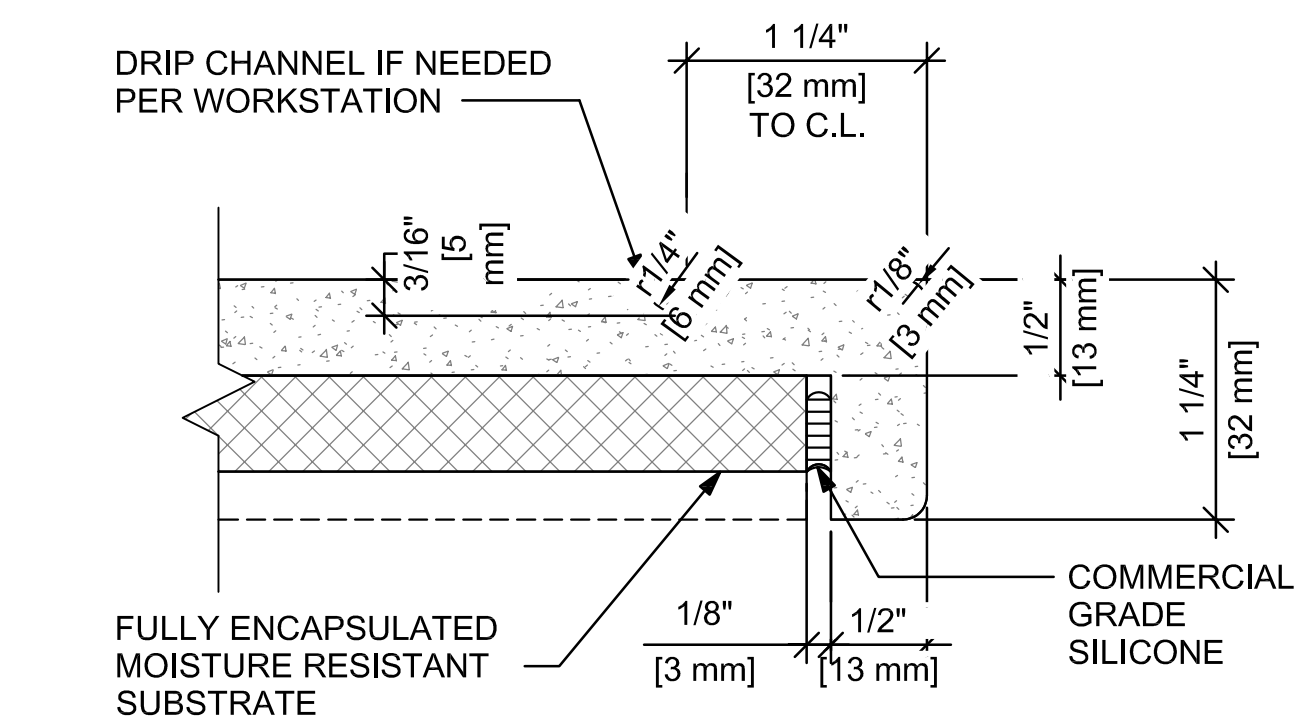 DRIP CHANNEL IF NEEDED
PER WORKSTATION
1 1/4"
[32 mm]
TO C.L.
3/16"
[5
mm]
r1/4"
[6 mm]
r1/8"
[3 mm]
1/2"
[13 mm]
1 1/4"
[32 mm]
FULLY ENCAPSULATED
MOISTURE RESISTANT
SUBSTRATE
1/8"
[3 mm]
1/2"
[13 mm]
COMMERCIAL
GRADE
SILICONE